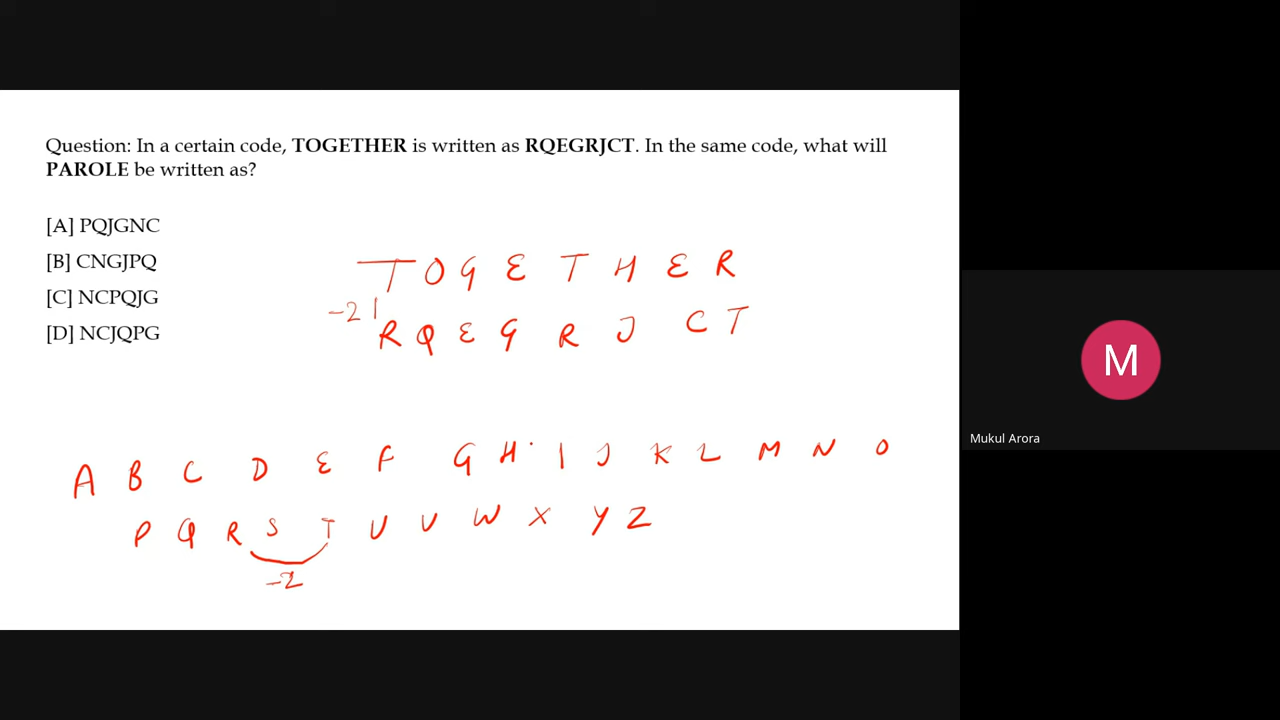 Question: In a certain code, TOGETHER is written as RQEGRJCT. In the same code, what will
PAROLE be written as?
[A] PQJGNC
[B] CNGJPQ
[C] NCPQJG
[D] NCJQPG
T O G E T H E R
-2
R Q E G R J C T
A B C D E F G H I J K L M N O
P Q R S T U V W X Y Z
-2
M
Mukul Arora